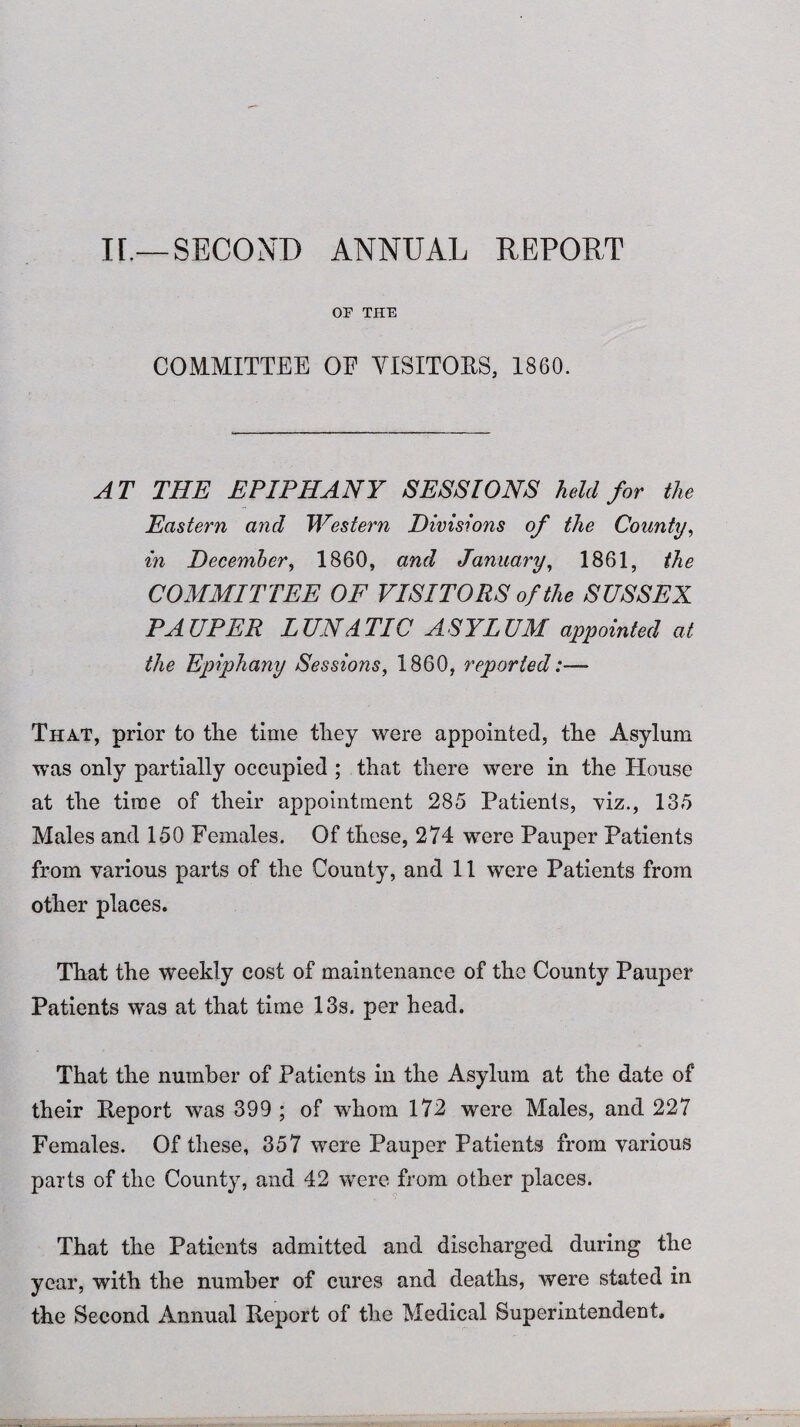 II.—SECOND ANNUAL REPORT
OF THE
COMMITTEE OF VISITORS, 1860.
AT THE EPIPHANY SESSIONS held for the
Eastern and Western Divisions of the County,
in December, 1860, and January, 1861, the
COMMITTEE OF VISITORS of the SUSSEX
PAUPER LUNATIC ASYLUM appointed at
the Epiphany Sessions, 1860, reported:—
THAT, prior to the time they were appointed, the Asylum
was only partially occupied ; that there were in the House
at the time of their appointment 285 Patients, viz., 135
Males and 150 Females. Of these, 274 were Pauper Patients
from various parts of the County, and 11 were Patients from
other places.
That the weekly cost of maintenance of the County Pauper
Patients was at that time 13s. per head.
That the number of Patients in the Asylum at the date of
their Report was 399 ; of whom 172 were Males, and 227
Females. Of these, 357 were Pauper Patients from various
parts of the County, and 42 were from other places.
That the Patients admitted and discharged during the
year, with the number of cures and deaths, were stated in
the Second Annual Report of the Medical Superintendent.